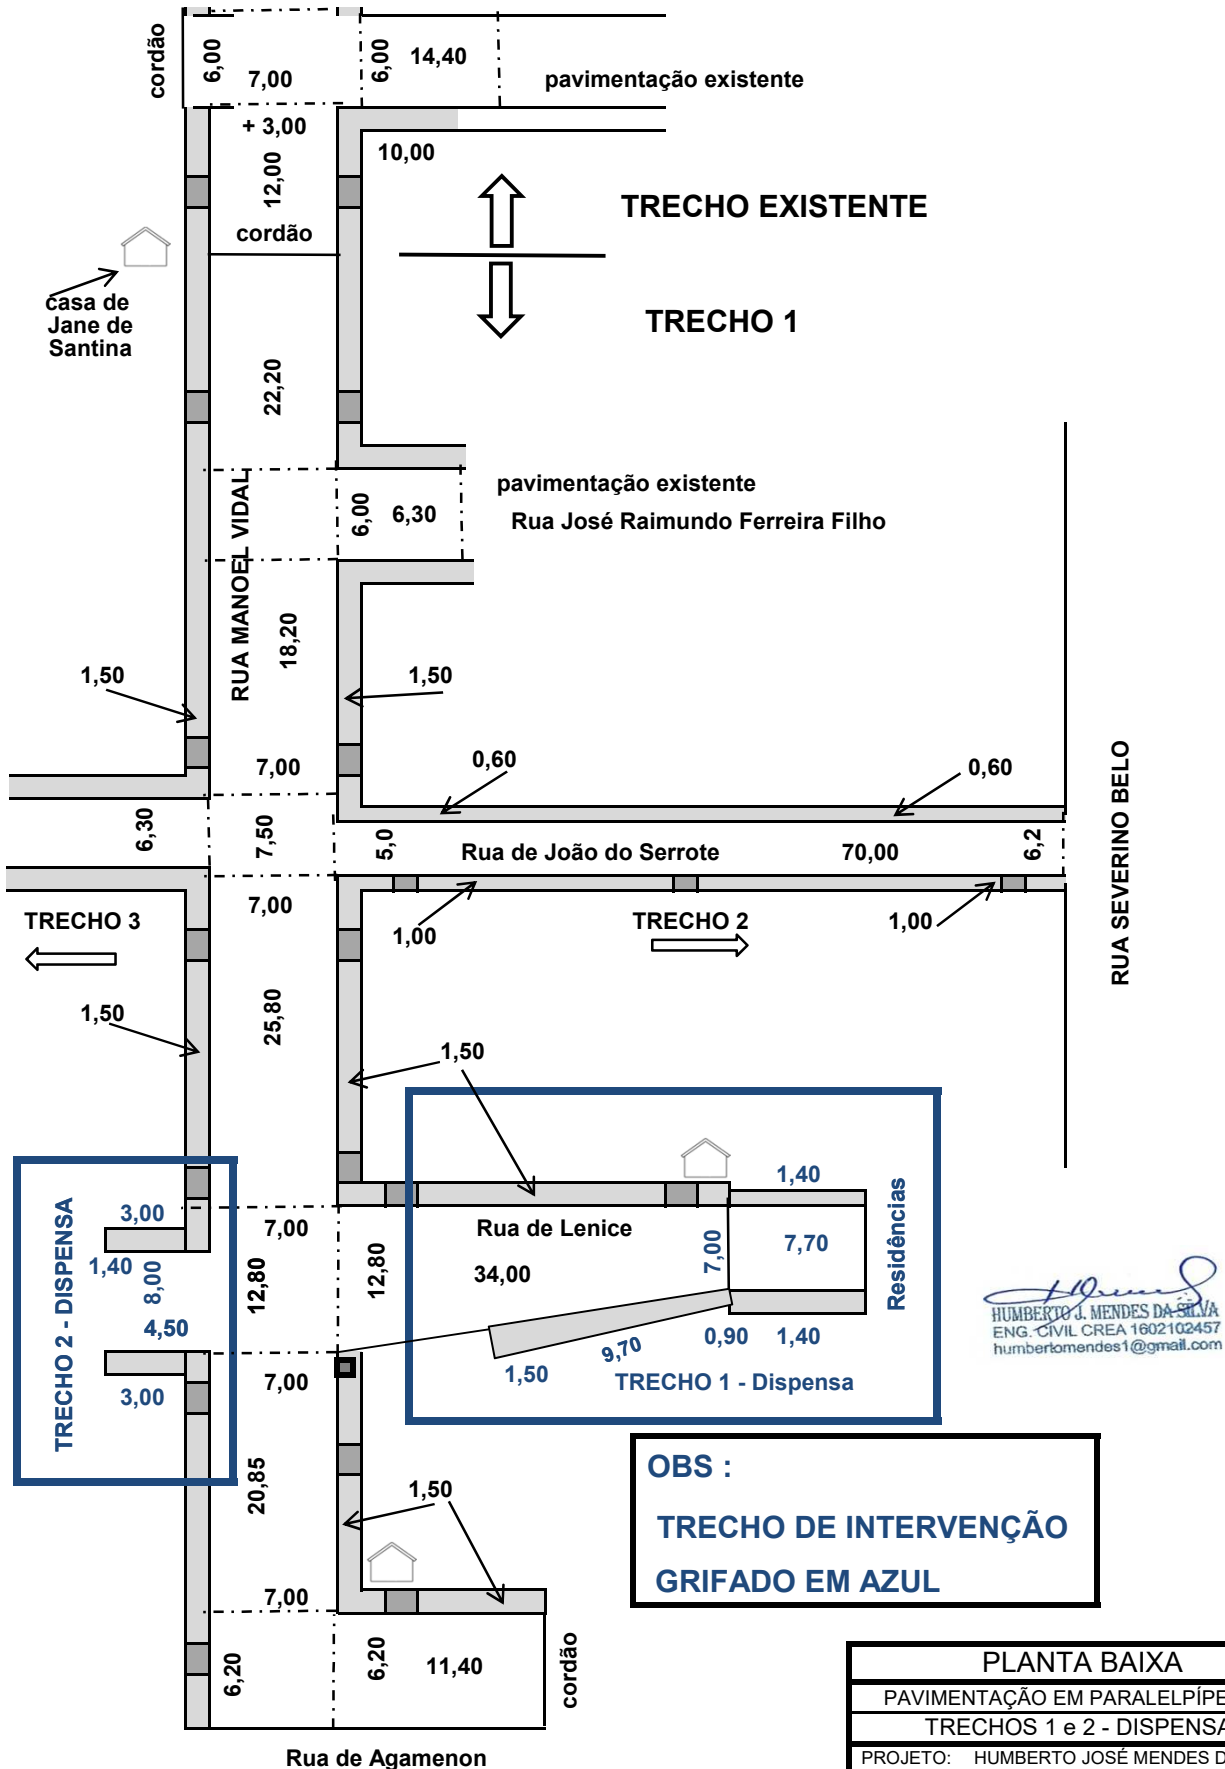 cordão
6,00
7,00
6,00
14,40
pavimentação existente
+ 3,00
12,00
10,00
cordão
TRECHO EXISTENTE
casa de
Jane de
Santina
TRECHO 1
22,20
RUA MANOEL VIDAL
6,00
6,30
pavimentação existente
Rua José Raimundo Ferreira Filho
18,20
1,50
1,50
7,00
0,60
0,60
RUA SEVERINO BELO
6,30
7,50
5,0
Rua de João do Serrote
70,00
6,2
7,00
TRECHO 3
1,00
TRECHO 2
1,00
1,50
25,80
1,50
TRECHO 2 - DISPENSA
3,00
1,40
8,00
4,50
3,00
7,00
12,80
12,80
Rua de Lenice
34,00
7,00
1,40
7,70
Residências
0,90
1,40
9,70
1,50
TRECHO 1 - Dispensa
7,00
20,85
1,50
HUMBERTO J. MENDES DA SILVA
ENG. CIVIL CREA 1602102457
humbertomendes1@gmail.com
OBS :
TRECHO DE INTERVENÇÃO
GRIFADO EM AZUL
7,00
6,20
6,20
11,40
cordão
Rua de Agamenon
PLANTA BAIXA
PAVIMENTAÇÃO EM PARALELPÍPE
TRECHOS 1 e 2 - DISPENSA
PROJETO: HUMBERTO JOSÉ MENDES D